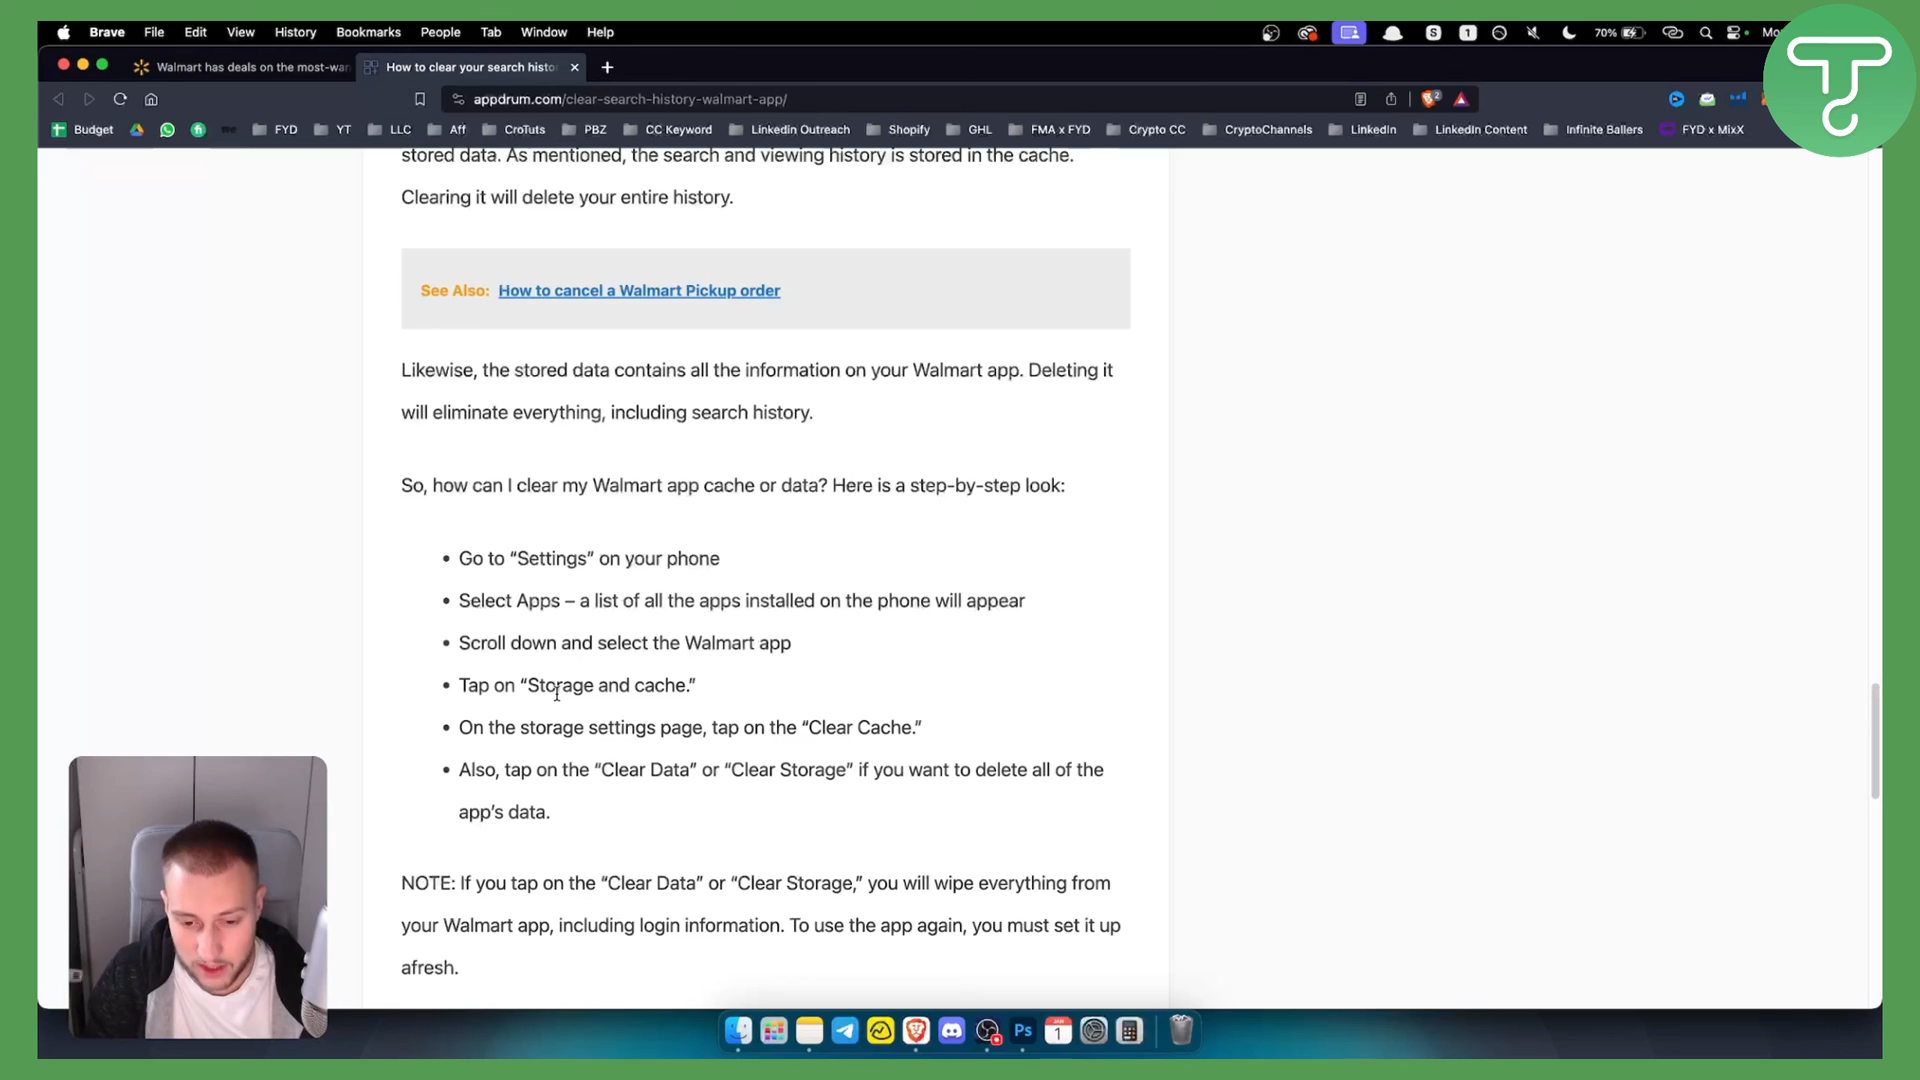 Brave File Edit View History Bookmarks People Tab Window Help
S 1 70%
Walmart has deals on the most-wan
How to clear your search histo
appdrum.com/clear-search-history-walmart-app/
2
Budget FYD YT LLC Aff CroTuts PBZ CC Keyword Linkedin Outreach Shopify GHL FMA x FYD Crypto CC CryptoChannels LinkedIn LinkedIn Content Infinite Ballers FYD x MixX
stored data. As mentioned, the search and viewing history is stored in the cache.
Clearing it will delete your entire history.
See Also: How to cancel a Walmart Pickup order
Likewise, the stored data contains all the information on your Walmart app. Deleting it
will eliminate everything, including search history.
So, how can I clear my Walmart app cache or data? Here is a step-by-step look:
• Go to “Settings” on your phone
• Select Apps – a list of all the apps installed on the phone will appear
• Scroll down and select the Walmart app
• Tap on “Storage and cache.”
• On the storage settings page, tap on the “Clear Cache.”
• Also, tap on the “Clear Data” or “Clear Storage” if you want to delete all of the
app’s data.
NOTE: If you tap on the “Clear Data” or “Clear Storage,” you will wipe everything from
your Walmart app, including login information. To use the app again, you must set it up
afresh.
Ps
JAN
1